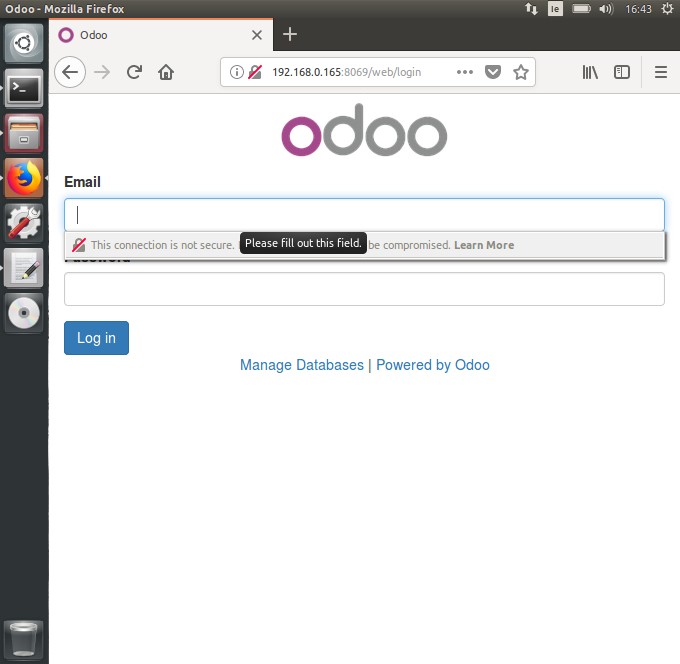 Odoo - Mozilla Firefox
Ie
16:43
Odoo
192.168.0.165:8069/web/login
odoo
Email
This connection is not secure.
Please fill out this field.
be compromised. Learn More
Password
Log in
Manage Databases | Powered by Odoo